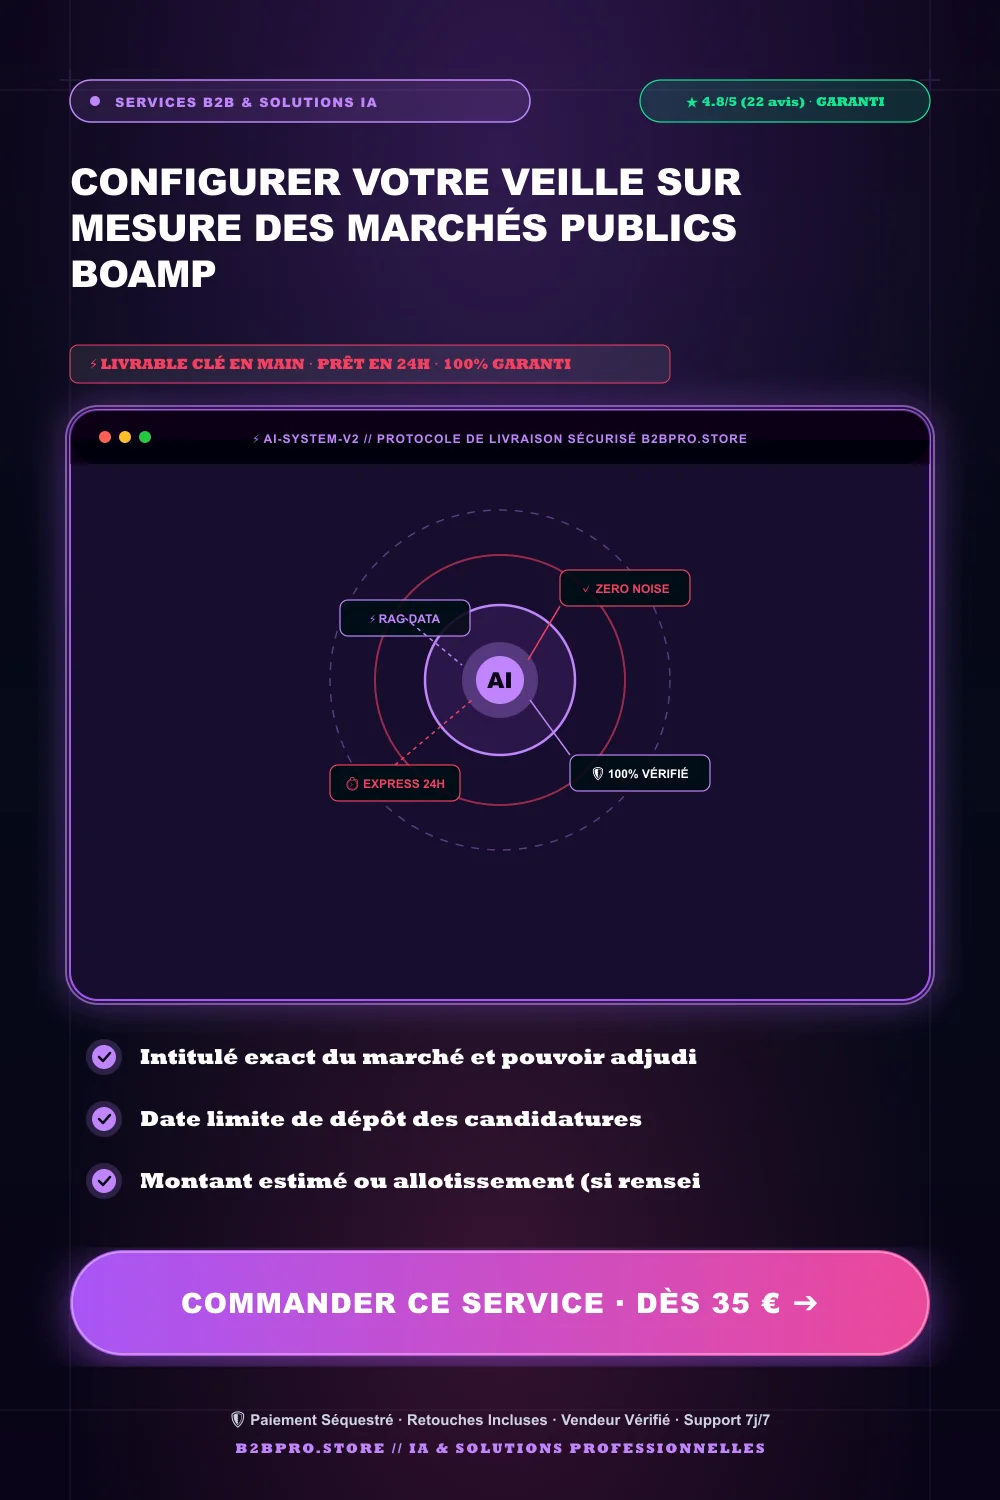 SERVICES B2B & SOLUTIONS IA
★ 4.8/5 (22 avis) · GARANTI
CONFIGURER VOTRE VEILLE SUR
MESURE DES MARCHÉS PUBLICS
BOAMP
⚡ LIVRABLE CLÉ EN MAIN · PRÊT EN 24H · 100% GARANTI
⚡ AI-SYSTEM-V2 // PROTOCOLE DE LIVRAISON SÉCURISÉ B2BPRO.STORE
✓ ZERO NOISE
⚡ RAG DATA
AI
🛡 100% VÉRIFIÉ
⏱ EXPRESS 24H
Intitulé exact du marché et pouvoir adjudi
Date limite de dépôt des candidatures
Montant estimé ou allotissement (si rensei
COMMANDER CE SERVICE · DÈS 35 € ➔
🛡 Paiement Séquestré · Retouches Incluses · Vendeur Vérifié · Support 7j/7
B2BPRO.STORE // IA & SOLUTIONS PROFESSIONNELLES